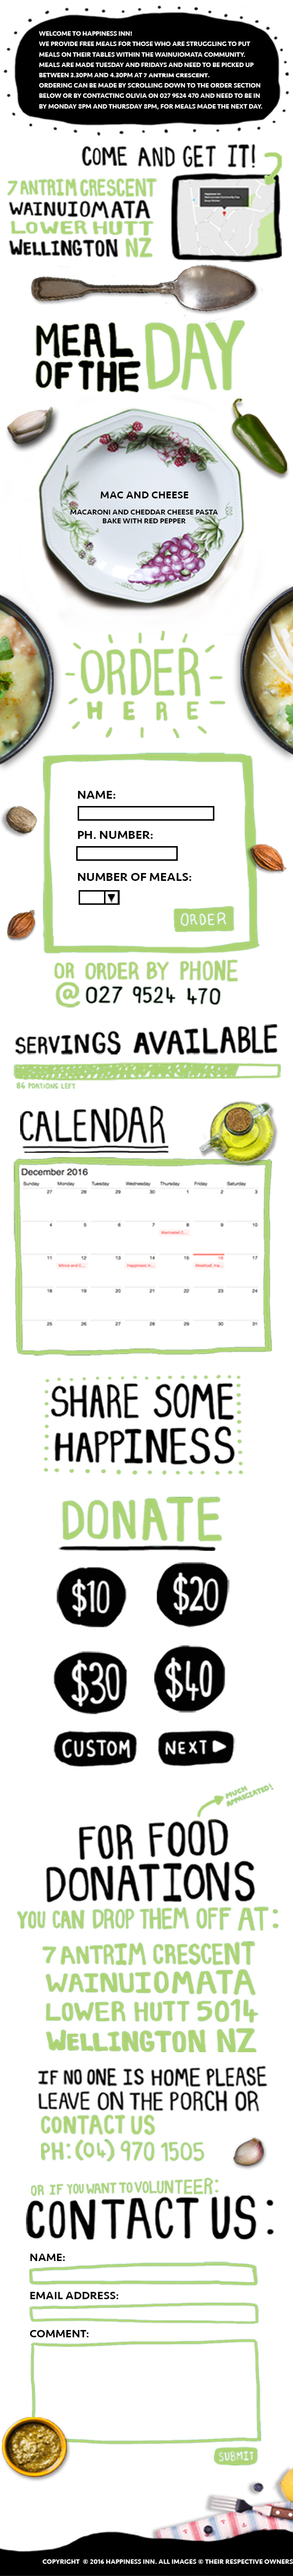 WELCOME TO HAPPINESS INN!
WE PROVIDE FREE MEALS FOR THOSE WHO ARE STRUGGLING TO PUT
MEALS ON THEIR TABLES WITHIN THE WAINUIOMATA COMMUNITY.
MEALS ARE MADE TUESDAY AND FRIDAYS AND NEED TO BE PICKED UP
BETWEEN 3.30PM AND 4.30PM AT 7 ANTRIM CRESCENT.
ORDERING CAN BE MADE BY SCROLLING DOWN TO THE ORDER SECTION
BELOW OR BY CONTACTING OLIVIA ON 027 9524 470 AND NEED TO BE IN
BY MONDAY 8PM AND THURSDAY 8PM, FOR MEALS MADE THE NEXT DAY.
COME AND GET IT!
7 ANTRIM CRESCENT
WAINUIOMATA
LOWER HUTT
WELLINGTON NZ
MEAL
OF THE DAY
MAC AND CHEESE
MACARONI AND CHEDDAR CHEESE PASTA
BAKE WITH RED PEPPER
ORDER
HERE
NAME:
PH. NUMBER:
NUMBER OF MEALS:
ORDER
OR ORDER BY PHONE
@ 027 9524 470
SERVINGS AVAILABLE
86 PORTIONS LEFT
CALENDAR
December 2016
Sunday Monday Tuesday Wednesday Thursday Friday Saturday
27 28 29 30 1 2 3
4 5 6 7 8 9 10
11 12 13 14 15 16 17
Mince and C... Happiness in...
18 19 20 21 22 23 24
25 26 27 28 29 30 31
SHARE SOME
HAPPINESS
DONATE
$10 $20
$30 $40
CUSTOM NEXT
MUCH
APPRECIATED!
FOR FOOD
DONATIONS
YOU CAN DROP THEM OFF AT:
7 ANTRIM CRESCENT
WAINUIOMATA
LOWER HUTT 5014
WELLINGTON NZ
IF NO ONE IS HOME PLEASE
LEAVE ON THE PORCH OR
CONTACT US
PH: (04) 970 1505
OR IF YOU WANT TO VOLUNTEER:
CONTACT US:
NAME:
EMAIL ADDRESS:
COMMENT:
SUBMIT
COPYRIGHT © 2016 HAPPINESS INN. ALL IMAGES © THEIR RESPECTIVE OWNERS